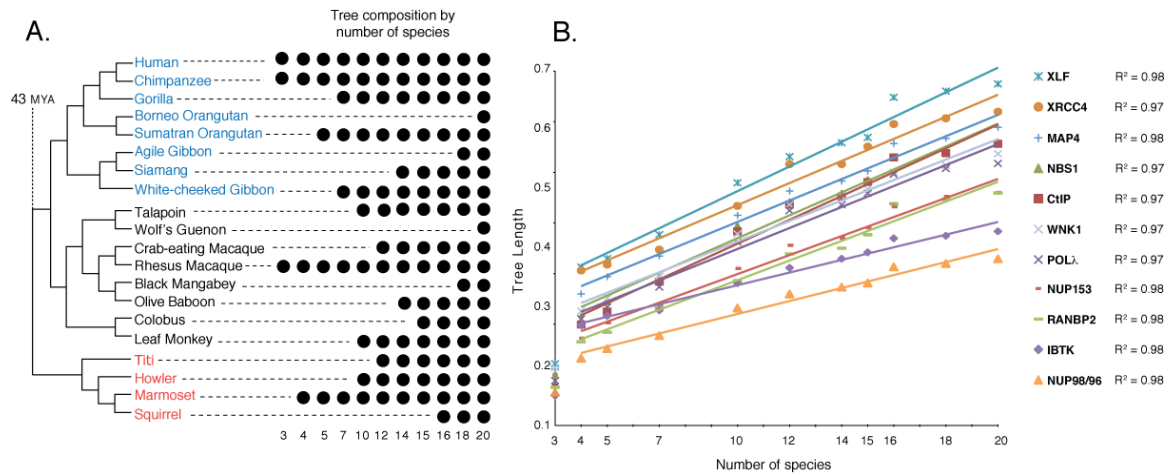 A.
Tree composition by
number of species
43 MYA
Human
Chimpanzee
Gorilla
Borneo Orangutan
Sumatran Orangutan
Agile Gibbon
Siamang
White-cheeked Gibbon
Talapoin
Wolf's Guenon
Crab-eating Macaque
Rhesus Macaque
Black Mangabey
Olive Baboon
Colobus
Leaf Monkey
Titi
Howler
Marmoset
Squirrel
3 4 5 7 10 12 14 15 16 18 20
B.
Tree Length
0.7
0.6
0.5
0.4
0.3
0.2
0.1
3 4 5 7 10 12 14 15 16 18 20
Number of species
XLF R² = 0.98
XRCC4 R² = 0.97
MAP4 R² = 0.98
NBS1 R² = 0.97
CtIP R² = 0.97
WNK1 R² = 0.97
POLλ R² = 0.97
NUP153 R² = 0.98
RANBP2 R² = 0.98
IBTK R² = 0.98
NUP98/96 R² = 0.98